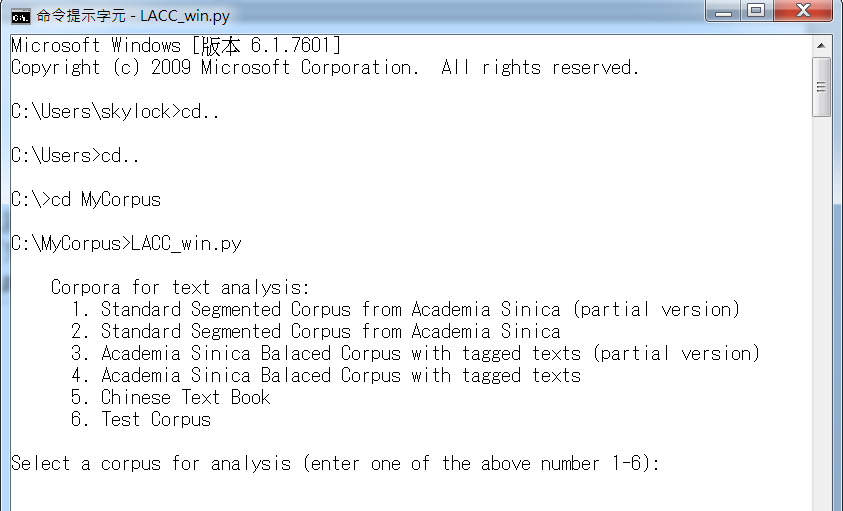 命令提示字元 - LACC_win.py
Microsoft Windows [版本 6.1.7601]
Copyright (c) 2009 Microsoft Corporation.  All rights reserved.
C:\Users\skylock>cd..
C:\Users>cd..
C:\>cd MyCorpus
C:\MyCorpus>LACC_win.py
Corpora for text analysis:
1. Standard Segmented Corpus from Academia Sinica (partial version)
2. Standard Segmented Corpus from Academia Sinica
3. Academia Sinica Balaced Corpus with tagged texts (partial version)
4. Academia Sinica Balaced Corpus with tagged texts
5. Chinese Text Book
6. Test Corpus
Select a corpus for analysis (enter one of the above number 1-6):